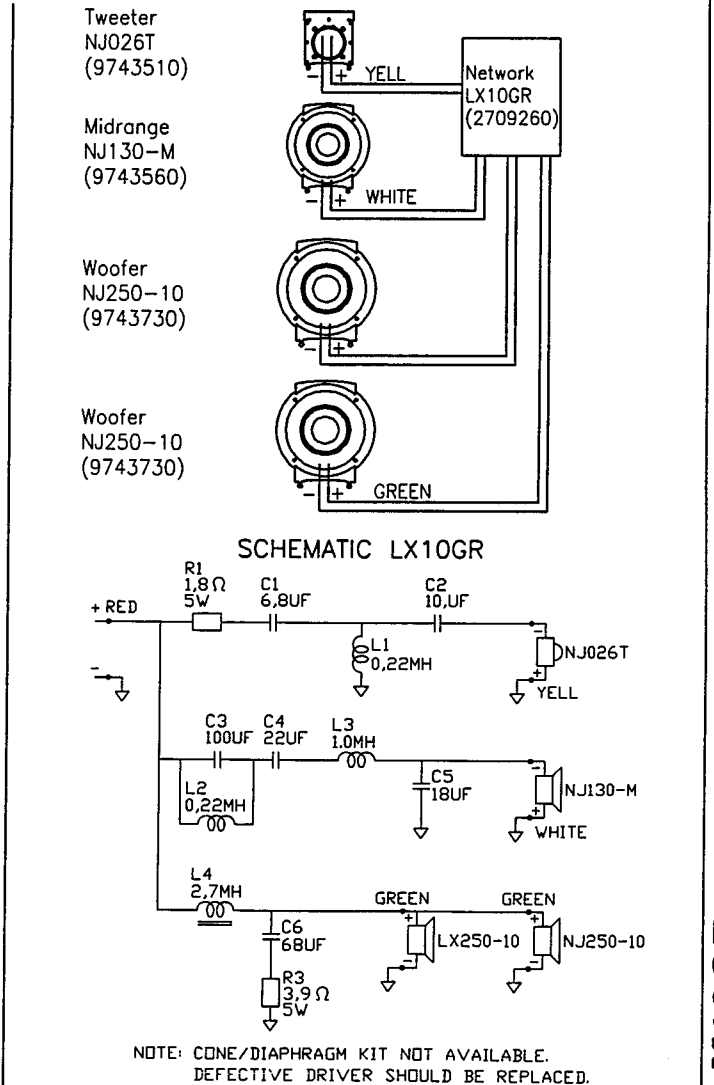 Tweeter
NJ026T
(9743510)
- +
YELL
Network
LX10GR
(2709260)
Midrange
NJ130-M
(9743560)
- +
WHITE
Woofer
NJ250-10
(9743730)
- +
Woofer
NJ250-10
(9743730)
- +
GREEN
SCHEMATIC LX10GR
R1
1,8Ω
5W
C1
6,8UF
C2
10,UF
+ RED
-
L1
0,22MH
-
NJ026T
+
YELL
C3
100UF
C4
22UF
L3
1.0MH
L2
0,22MH
C5
18UF
-
NJ130-M
+
WHITE
L4
2,7MH
GREEN
GREEN
C6
68UF
+
LX250-10
-
+
NJ250-10
-
R3
3,9Ω
5W
NOTE: CONE/DIAPHRAGM KIT NOT AVAILABLE.
DEFECTIVE DRIVER SHOULD BE REPLACED.